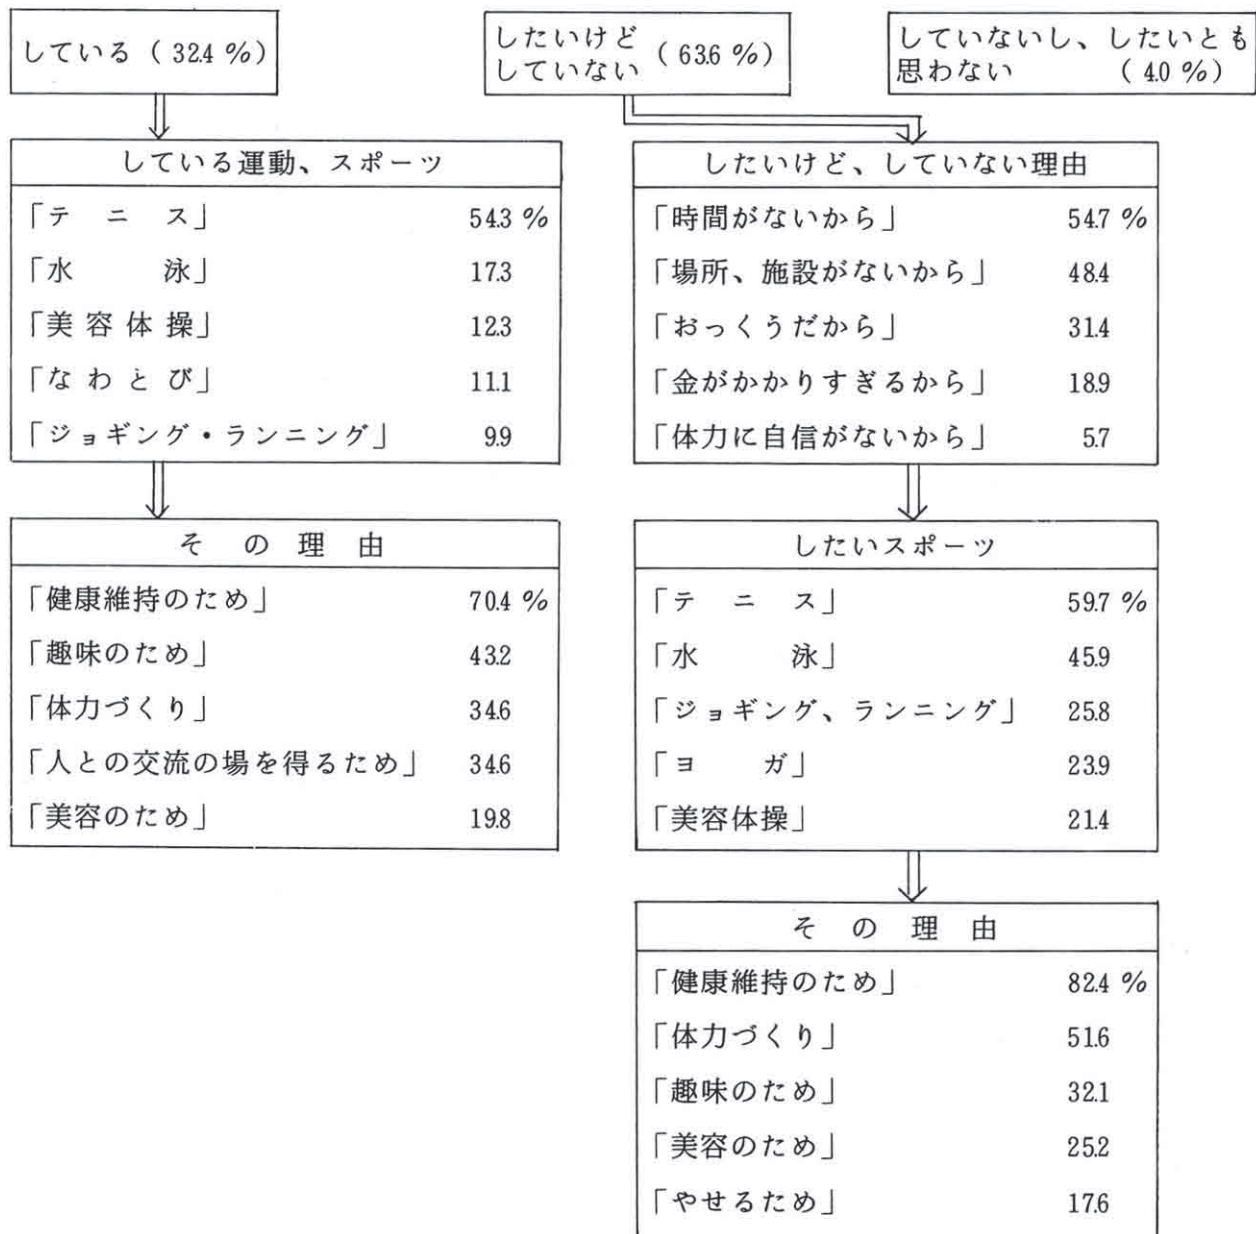 している ( 32.4 % )
したいけど
していない ( 63.6 % )
していないし、したいとも
思わない ( 4.0 % )
している運動、スポーツ
「テニス」 54.3 %
「水泳」 17.3
「美容体操」 12.3
「なわとび」 11.1
「ジョギング・ランニング」 9.9
その理由
「健康維持のため」 70.4 %
「趣味のため」 43.2
「体力づくり」 34.6
「人との交流の場を得るため」 34.6
「美容のため」 19.8
したいけど、していない理由
「時間がないから」 54.7 %
「場所、施設がないから」 48.4
「おっくうだから」 31.4
「金がかかりすぎるから」 18.9
「体力に自信がないから」 5.7
したいスポーツ
「テニス」 59.7 %
「水泳」 45.9
「ジョギング、ランニング」 25.8
「ヨガ」 23.9
「美容体操」 21.4
その理由
「健康維持のため」 82.4 %
「体力づくり」 51.6
「趣味のため」 32.1
「美容のため」 25.2
「やせるため」 17.6